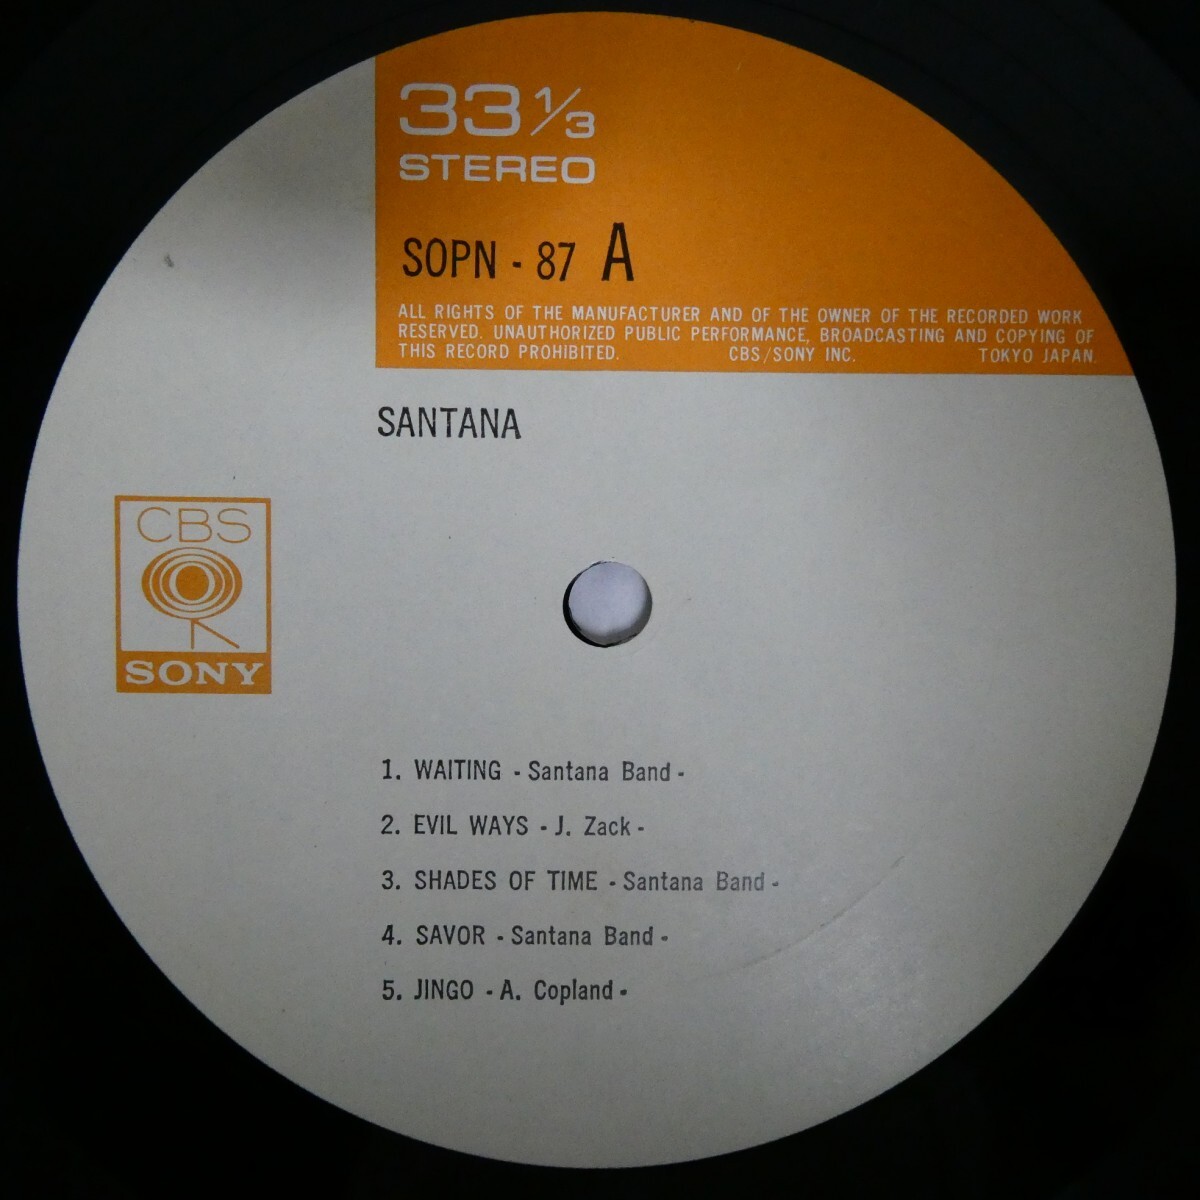 33 1/3
STEREO
SOPN - 87 A
ALL RIGHTS OF THE MANUFACTURER AND OF THE OWNER OF THE RECORDED WORK
RESERVED. UNAUTHORIZED PUBLIC PERFORMANCE, BROADCASTING AND COPYING OF
THIS RECORD PROHIBITED. CBS/SONY INC. TOKYO JAPAN.
SANTANA
CBS
SONY
1. WAITING - Santana Band -
2. EVIL WAYS - J. Zack -
3. SHADES OF TIME - Santana Band -
4. SAVOR - Santana Band -
5. JINGO - A. Copland -